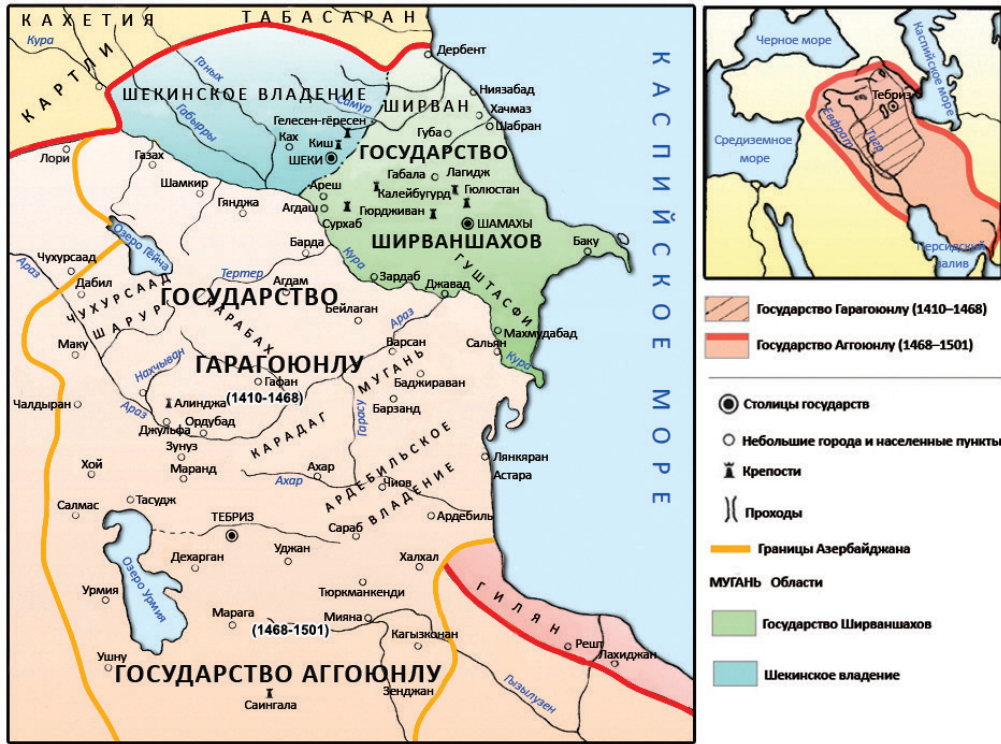 КАХЕТИЯ
ТАБАСАРАН
Кура
КАРТЛИ
Ганых
Дербент
ШЕКИНСКОЕ ВЛАДЕНИЕ
Самур
Габырры
ШИРВАН
Ниязабад
Хачмаз
Шабран
Гелесен-гёресен
Губа
Ках
Киш
ШЕКИ
ГОСУДАРСТВО
Лори
Газах
Габала
Лагидж
Шамкир
Ареш
Калейбугурд
Гюлюстан
Гянджа
Агдаш
Сурхаб
Гюрдживан
ШАМАХЫ
Озеро Гёйча
Барда
Кура
ШИРВАНШАХОВ
Баку
Араз
Чухурсаад
Тертер
Зардаб
ГУШТАСФИ
Дабил
ЧУХУРСААД
ГОСУДАРСТВО
Агдам
Джавад
ШАРУР
КАРАБАХ
Бейлаган
Араз
Махмудабад
Маку
Варсан
Сальян
Кура
Нахчыван
ГАРАГОЮНЛУ
МУГАНЬ
Гафан
Баджираван
Чалдыран
Алинджа
(1410-1468)
Барзанд
Араз
Ордубад
Гарасу
Джульфа
КАРАДАГ
Зунуз
АРДЕБИЛЬСКОЕ
ВЛАДЕНИЕ
Лянкяран
Хой
Маранд
Ахар
Ахар
Чиов
Астара
Салмас
Тасудж
ТЕБРИЗ
Сараб
Ардебиль
Дехарган
Уджан
Халхал
Озеро Урмия
Урмия
Тюркманкенди
ГИЛЯН
Марага
(1468-1501)
Мияна
Кагызконан
Решт
Лахиджан
Ушну
ГОСУДАРСТВО АГГОЮНЛУ
Зенджан
Гызылузен
Саингала
КАСПИЙСКОЕ МОРЕ
Черное море
Каспийское море
Тебриз
Евфрат
Тигр
Средиземное
море
Персидский
залив
Государство Гарагоюнлу (1410–1468)
Государство Аггоюнлу (1468–1501)
Столицы государств
Небольшие города и населенные пункты
Крепости
Проходы
Границы Азербайджана
МУГАНЬ Области
Государство Ширваншахов
Шекинское владение